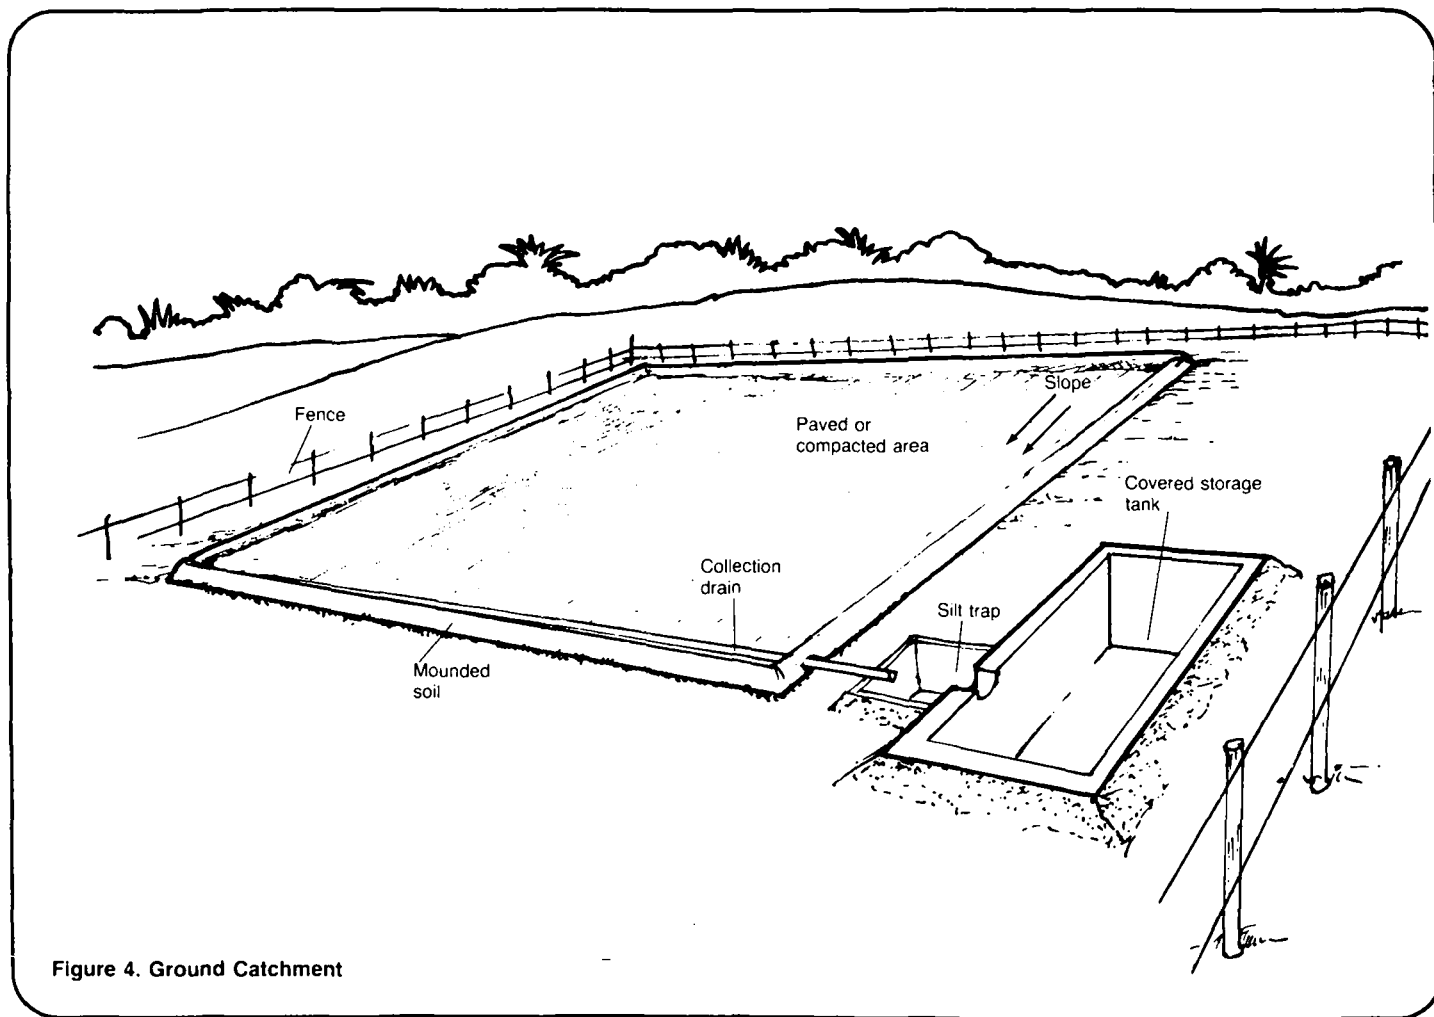 Fence
Slope
Paved or
compacted area
Covered storage
tank
Collection
drain
Silt trap
Mounded
soil
Figure 4. Ground Catchment